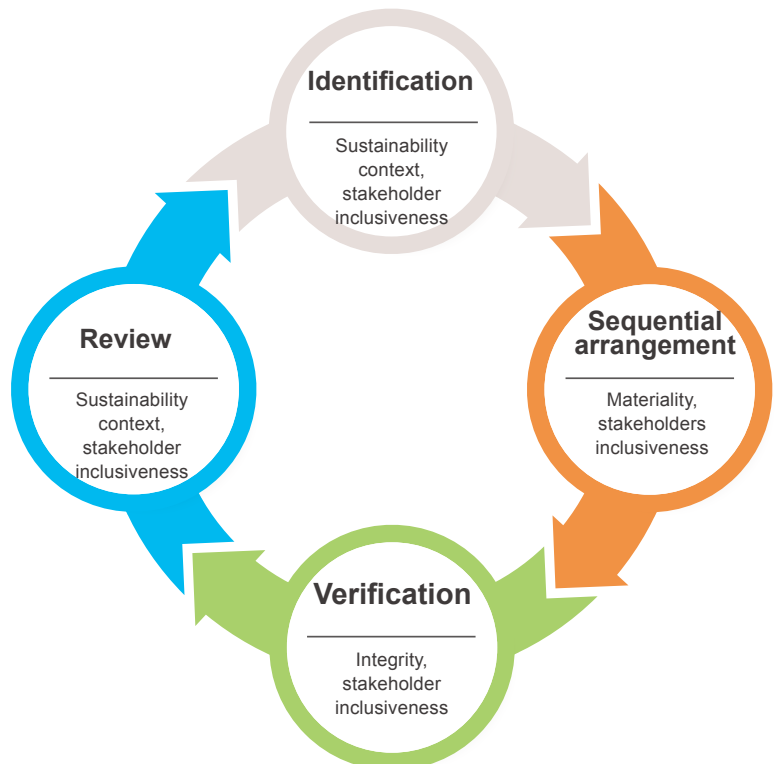 Identification
Sustainability
context,
stakeholder
inclusiveness
Sequential
arrangement
Materiality,
stakeholders
inclusiveness
Verification
Integrity,
stakeholder
inclusiveness
Review
Sustainability
context,
stakeholder
inclusiveness